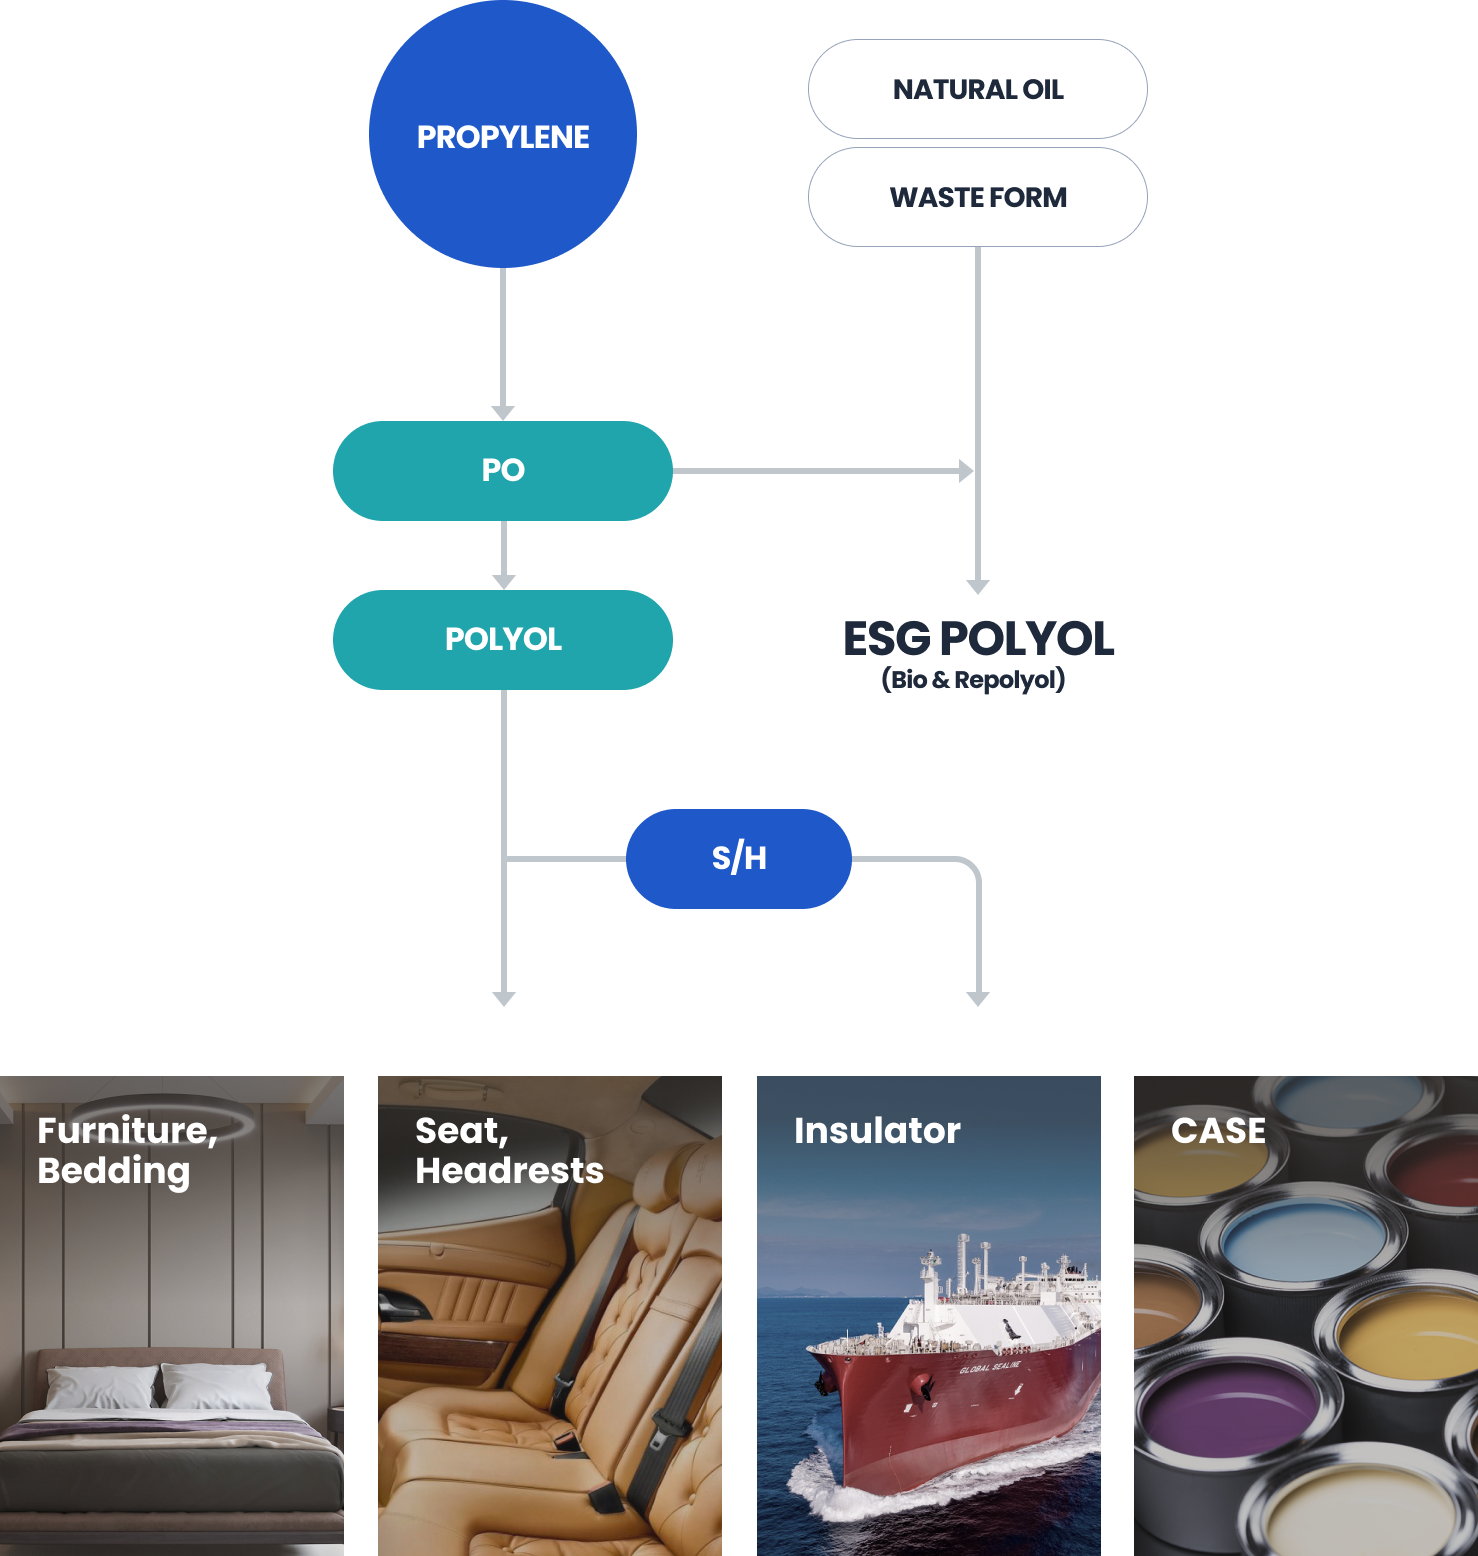 PROPYLENE
NATURAL OIL
WASTE FORM
PO
POLYOL
ESG POLYOL
(Bio & Repolyol)
S/H
Furniture,
Bedding
Seat,
Headrests
Insulator
CASE
GLOBAL SEALINE